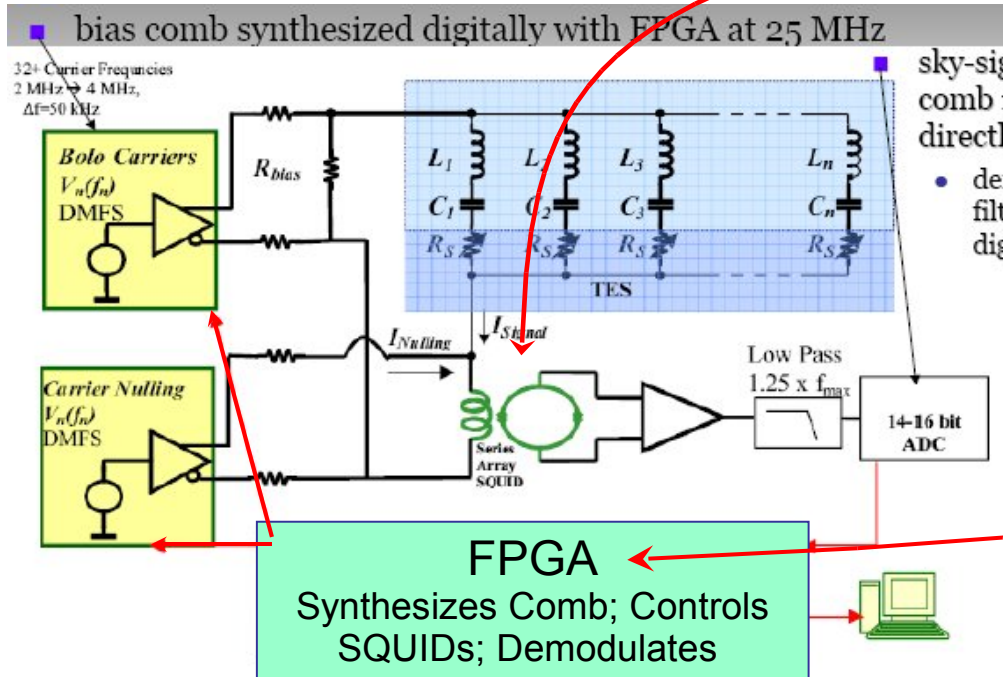 bias comb synthesized digitally with FPGA at 25 MHz
32+ Carrier Frequncies
2 MHz → 4 MHz,
Δf=50 kHz
sky-sig
comb
directl
de
filt
dig
Bolo Carriers
Vn(fn)
DMFS
Rbias
L1 L2 L3 Ln
C1 C2 C3 Cn
RS RS RS RS
TES
INulling
ISignal
Carrier Nulling
Vn(fn)
DMFS
Series
Array
SQUID
Low Pass
1.25 x fmax
14-16 bit
ADC
FPGA
Synthesizes Comb; Controls
SQUIDs; Demodulates